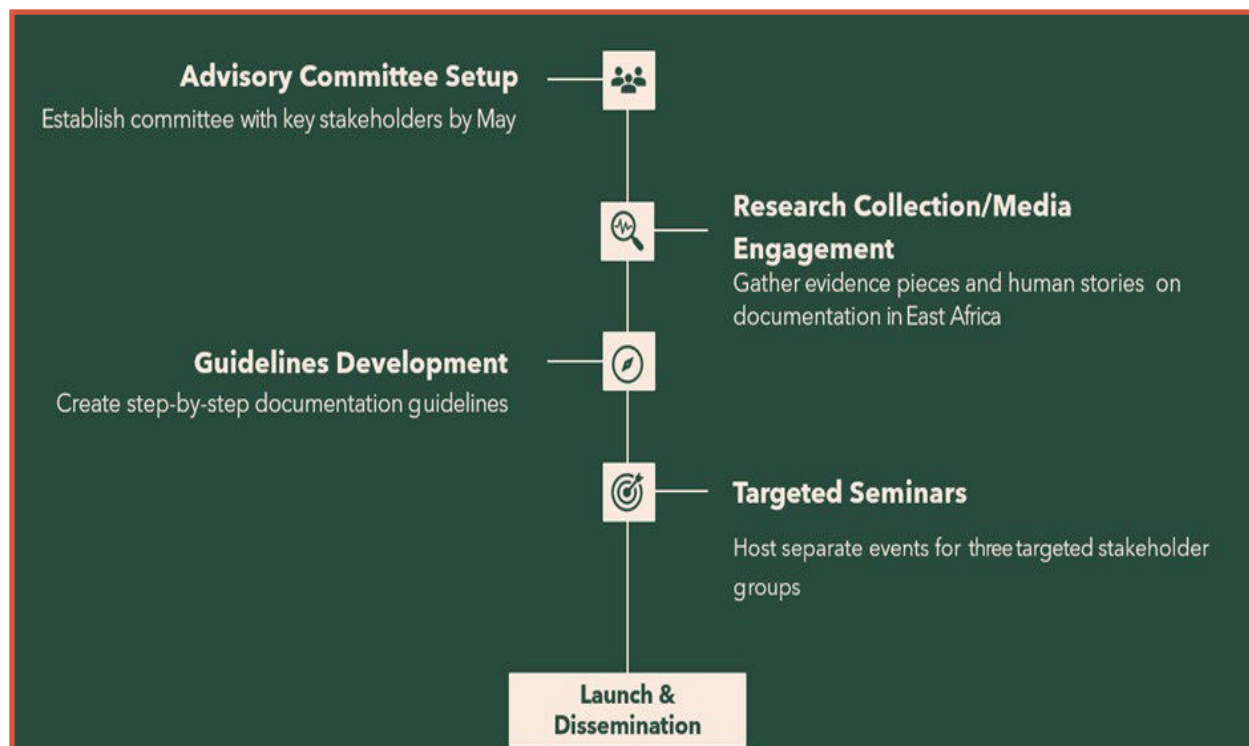 Advisory Committee Setup
Establish committee with key stakeholders by May
Research Collection/Media
Engagement
Gather evidence pieces and human stories on
documentation in East Africa
Guidelines Development
Create step-by-step documentation guidelines
Targeted Seminars
Host separate events for three targeted stakeholder
groups
Launch &
Dissemination